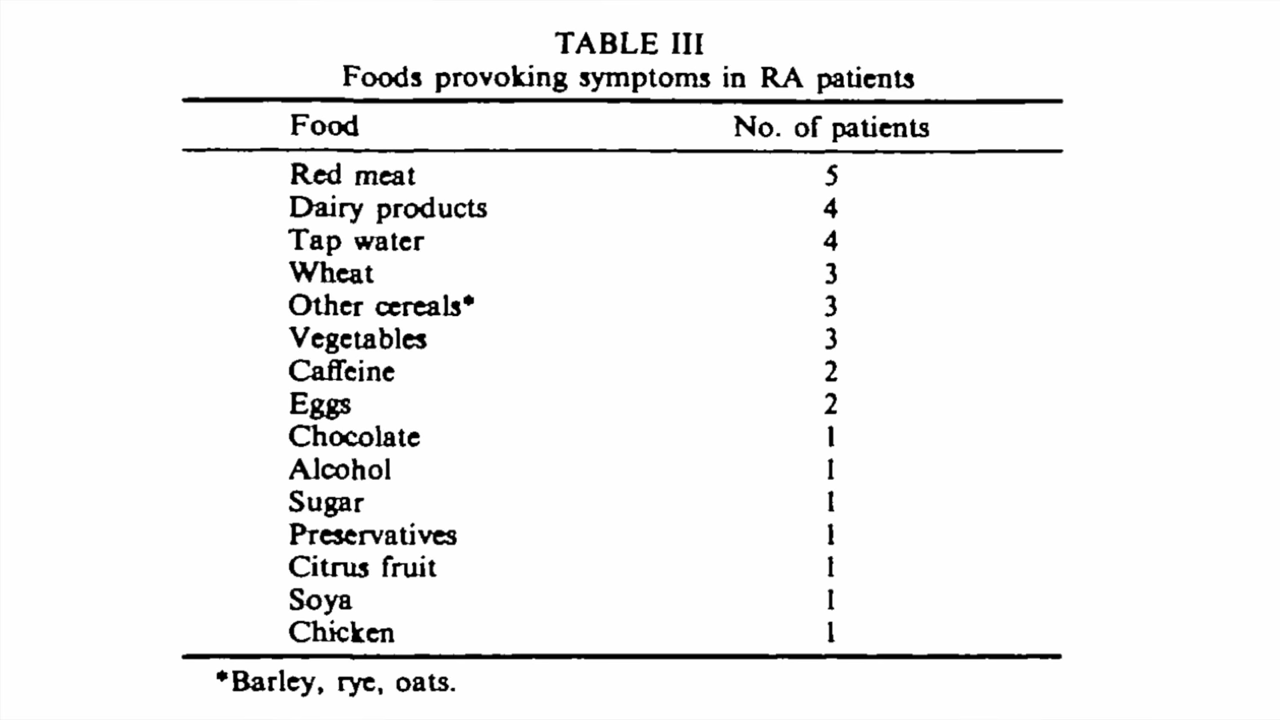 TABLE III
Foods provoking symptoms in RA patients
Food No. of patients
Red meat 5
Dairy products 4
Tap water 4
Wheat 3
Other cereals* 3
Vegetables 3
Caffeine 2
Eggs 2
Chocolate 1
Alcohol 1
Sugar 1
Preservatives 1
Citrus fruit 1
Soya 1
Chicken 1
*Barley, rye, oats.